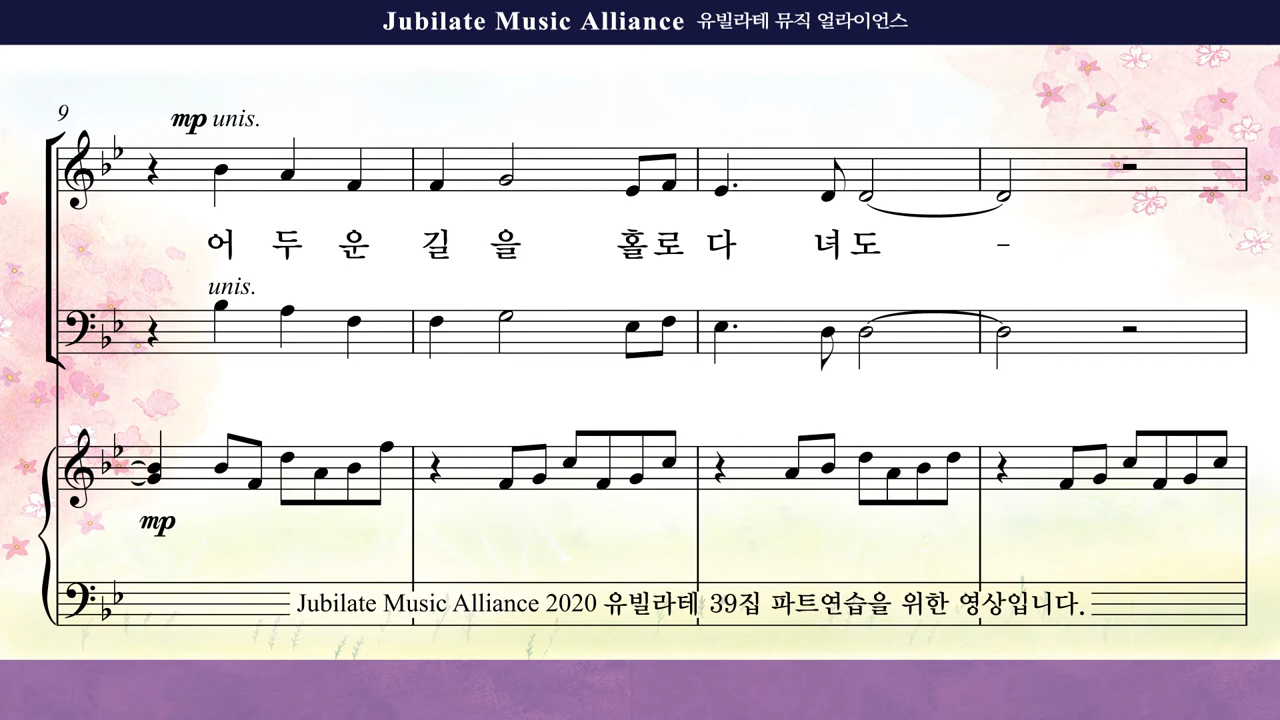 Jubilate Music Alliance 유빌라테 뮤직 얼라이언스
9
mp unis.
어 두 운 길 을 홀 로 다 녀 도 -
unis.
mp
Jubilate Music Alliance 2020 유빌라테 39집 파트연습을 위한 영상입니다.